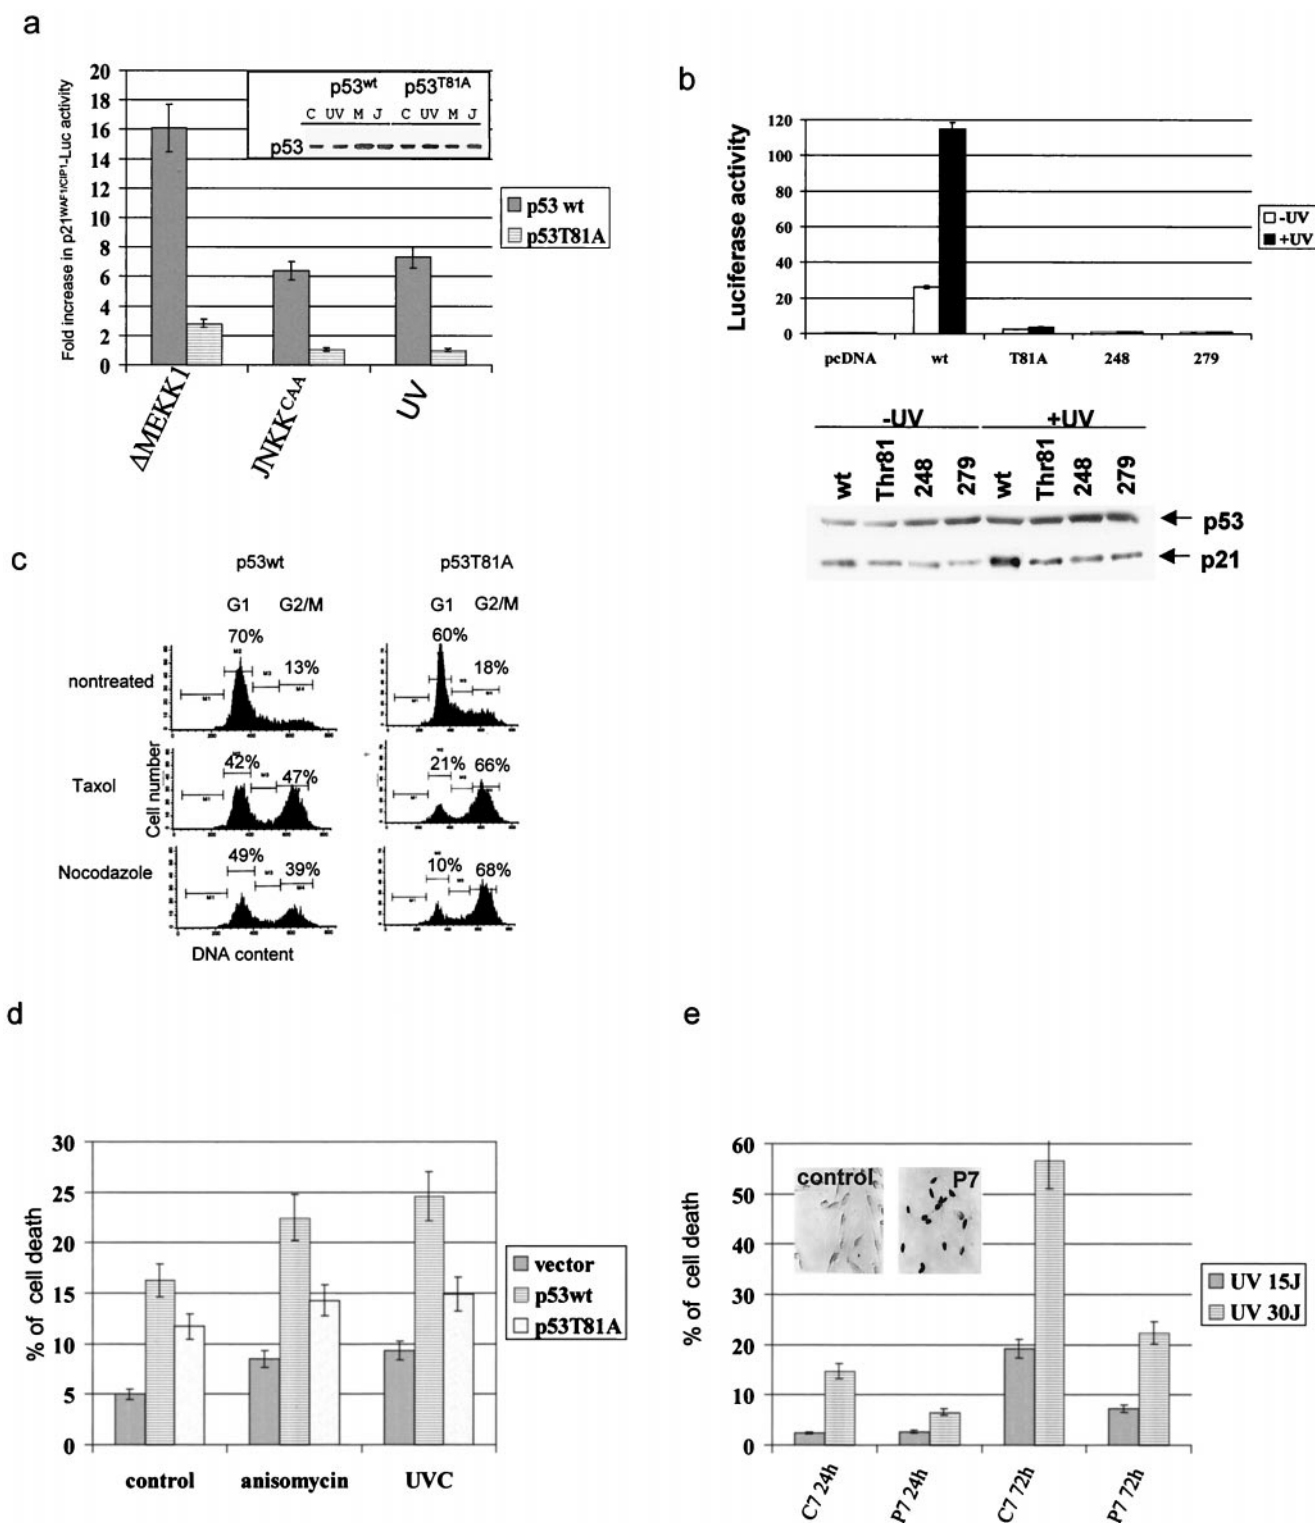 a
Fold increase in p21WAF1/CIP1-Luc activity
20
18
16
14
12
10
8
6
4
2
0
p53wt p53T81A
C UV M J C UV M J
p53
p53 wt
p53T81A
ΔMEKK1
JNKKCAA
UV
b
Luciferase activity
120
100
80
60
40
20
0
-UV
+UV
pcDNA wt T81A 248 279
-UV +UV
wt Thr81 248 279 wt Thr81 248 279
p53
p21
c
p53wt p53T81A
G1 G2/M G1 G2/M
nontreated
70% 13% 60% 18%
Taxol
42% 47% 21% 66%
Nocodazole
49% 39% 10% 68%
Cell number
DNA content
d
% of cell death
30
25
20
15
10
5
0
control anisomycin UVC
vector
p53wt
p53T81A
e
% of cell death
60
50
40
30
20
10
0
control P7
C7 24h P7 24h C7 72h P7 72h
UV 15J
UV 30J